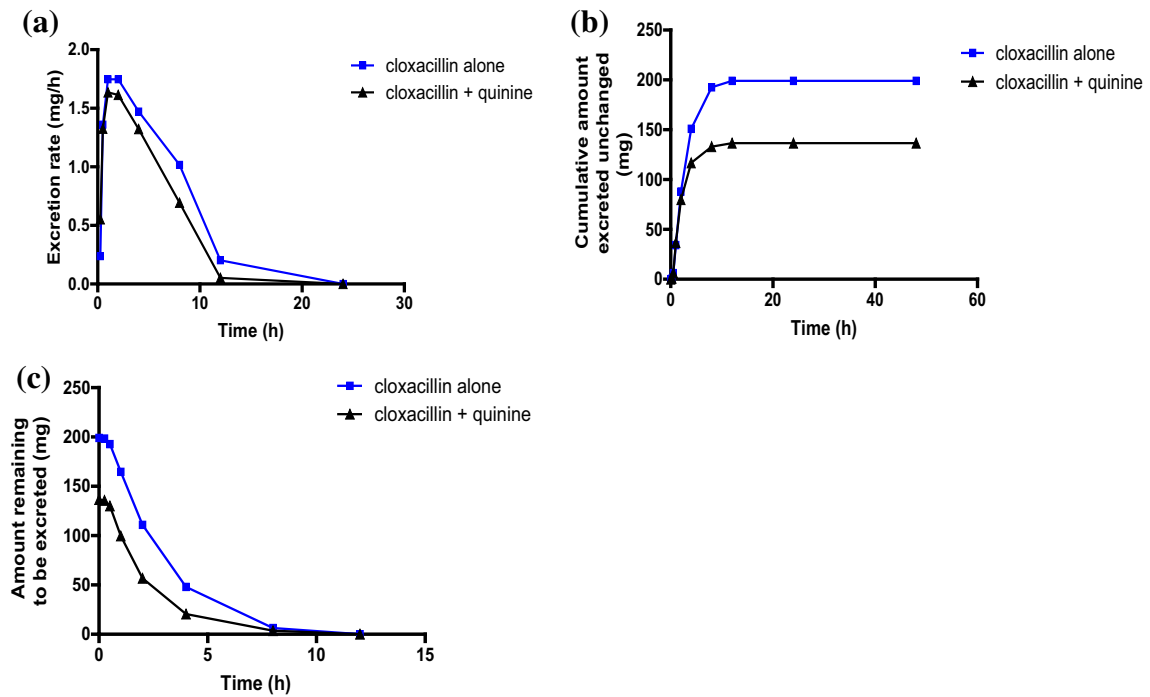 (a)
2.0
1.5
1.0
0.5
0.0
0
10
20
30
Excretion rate (mg/h)
Time (h)
cloxacillin alone
cloxacillin + quinine
(b)
250
200
150
100
50
0
0
20
40
60
Cumulative amount
excreted unchanged
(mg)
Time (h)
cloxacillin alone
cloxacillin + quinine
(c)
250
200
150
100
50
0
0
5
10
15
Amount remaining
to be excreted (mg)
Time (h)
cloxacillin alone
cloxacillin + quinine